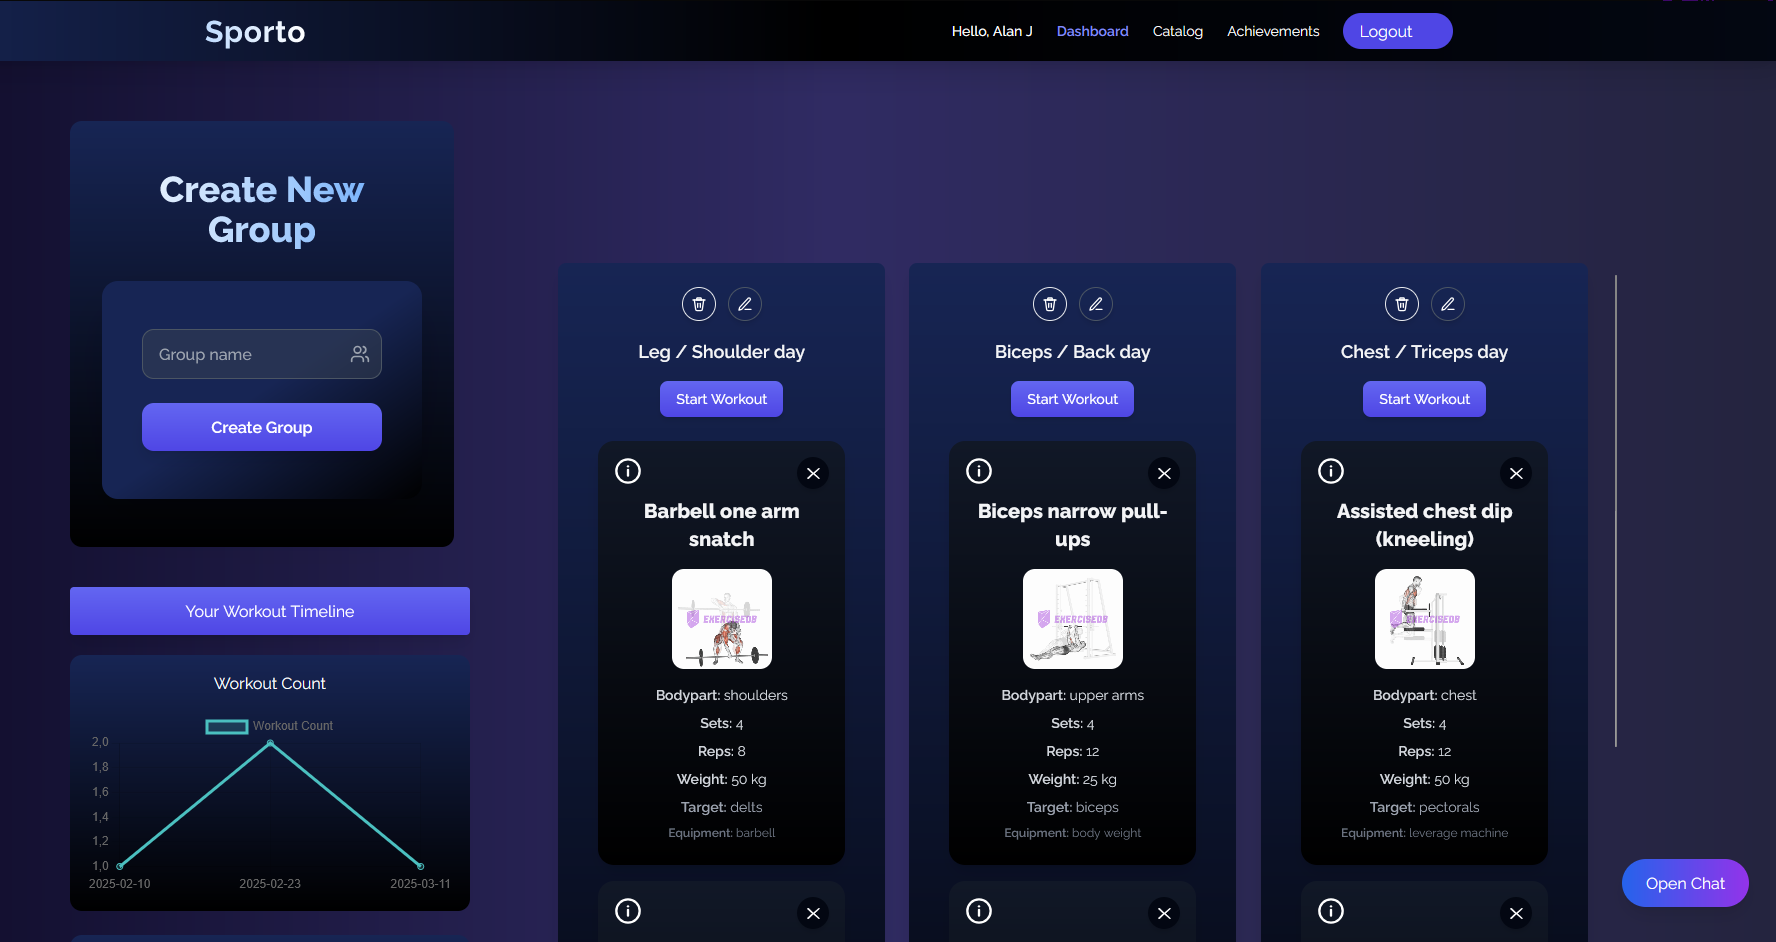 Sporto
Hello, Alan J
Dashboard
Catalog
Achievements
Logout
Create New
Group
Group name
Create Group
Your Workout Timeline
Workout Count
Workout Count
2,0
1,8
1,6
1,4
1,2
1,0
2025-02-10
2025-02-23
2025-03-11
Leg / Shoulder day
Start Workout
Barbell one arm
snatch
EXERCISEDB
Bodypart: shoulders
Sets: 4
Reps: 8
Weight: 50 kg
Target: delts
Equipment: barbell
Biceps / Back day
Start Workout
Biceps narrow pull-
ups
EXERCISEDB
Bodypart: upper arms
Sets: 4
Reps: 12
Weight: 25 kg
Target: biceps
Equipment: body weight
Chest / Triceps day
Start Workout
Assisted chest dip
(kneeling)
EXERCISEDB
Bodypart: chest
Sets: 4
Reps: 12
Weight: 50 kg
Target: pectorals
Equipment: leverage machine
Open Chat